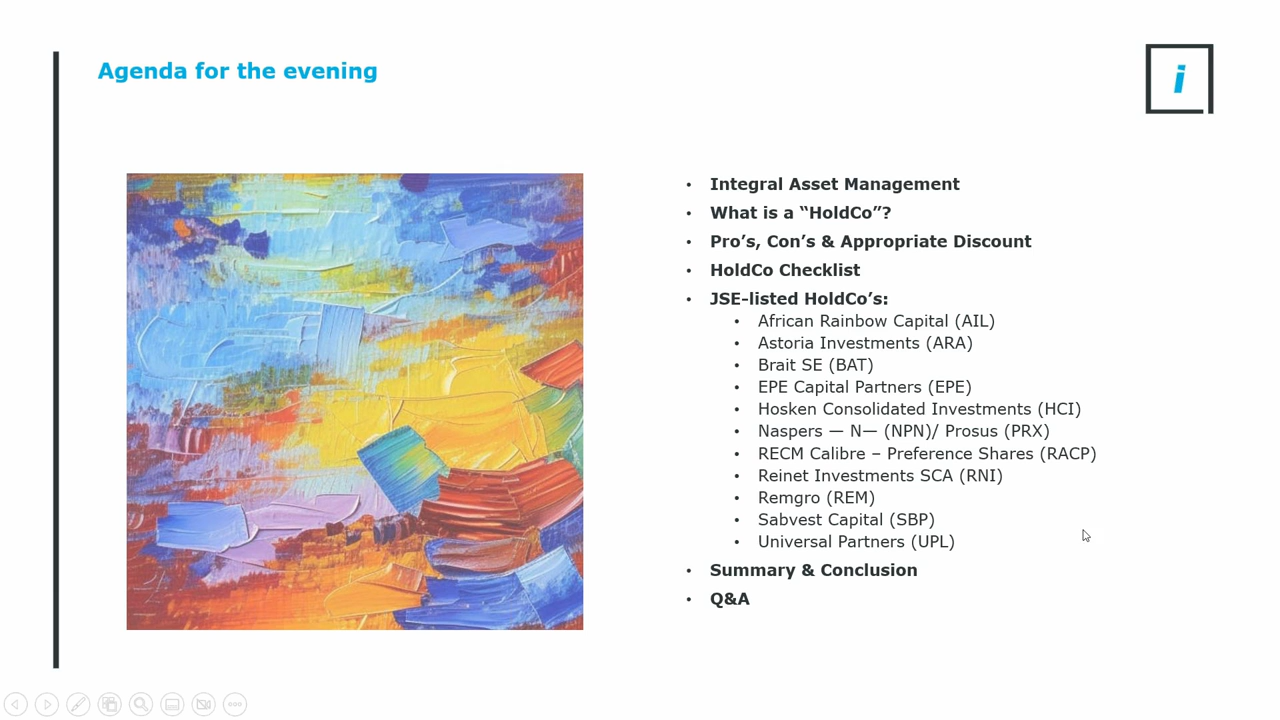 Agenda for the evening
i
• Integral Asset Management
• What is a “HoldCo”?
• Pro’s, Con’s & Appropriate Discount
• HoldCo Checklist
• JSE-listed HoldCo’s:
• African Rainbow Capital (AIL)
• Astoria Investments (ARA)
• Brait SE (BAT)
• EPE Capital Partners (EPE)
• Hosken Consolidated Investments (HCI)
• Naspers — N— (NPN)/ Prosus (PRX)
• RECM Calibre – Preference Shares (RACP)
• Reinet Investments SCA (RNI)
• Remgro (REM)
• Sabvest Capital (SBP)
• Universal Partners (UPL)
• Summary & Conclusion
• Q&A